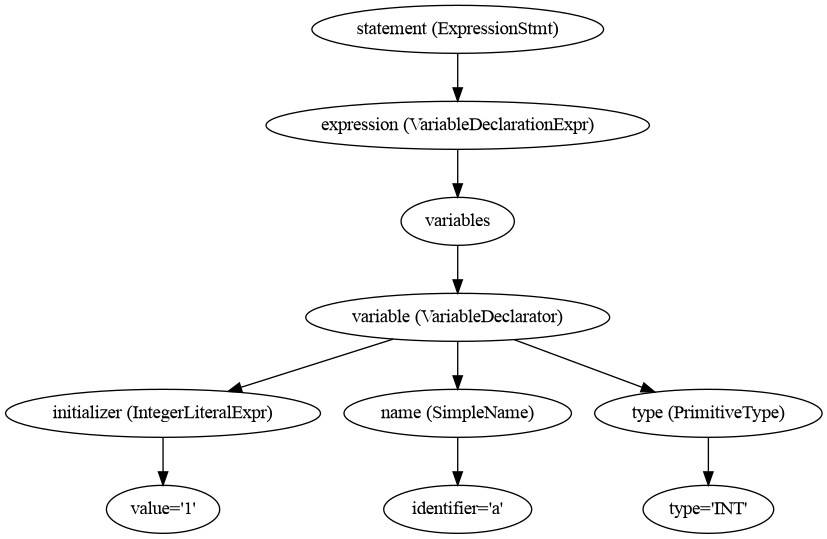 statement (ExpressionStmt)
expression (VariableDeclarationExpr)
variables
variable (VariableDeclarator)
initializer (IntegerLiteralExpr)
name (SimpleName)
type (PrimitiveType)
value='1'
identifier='a'
type='INT'